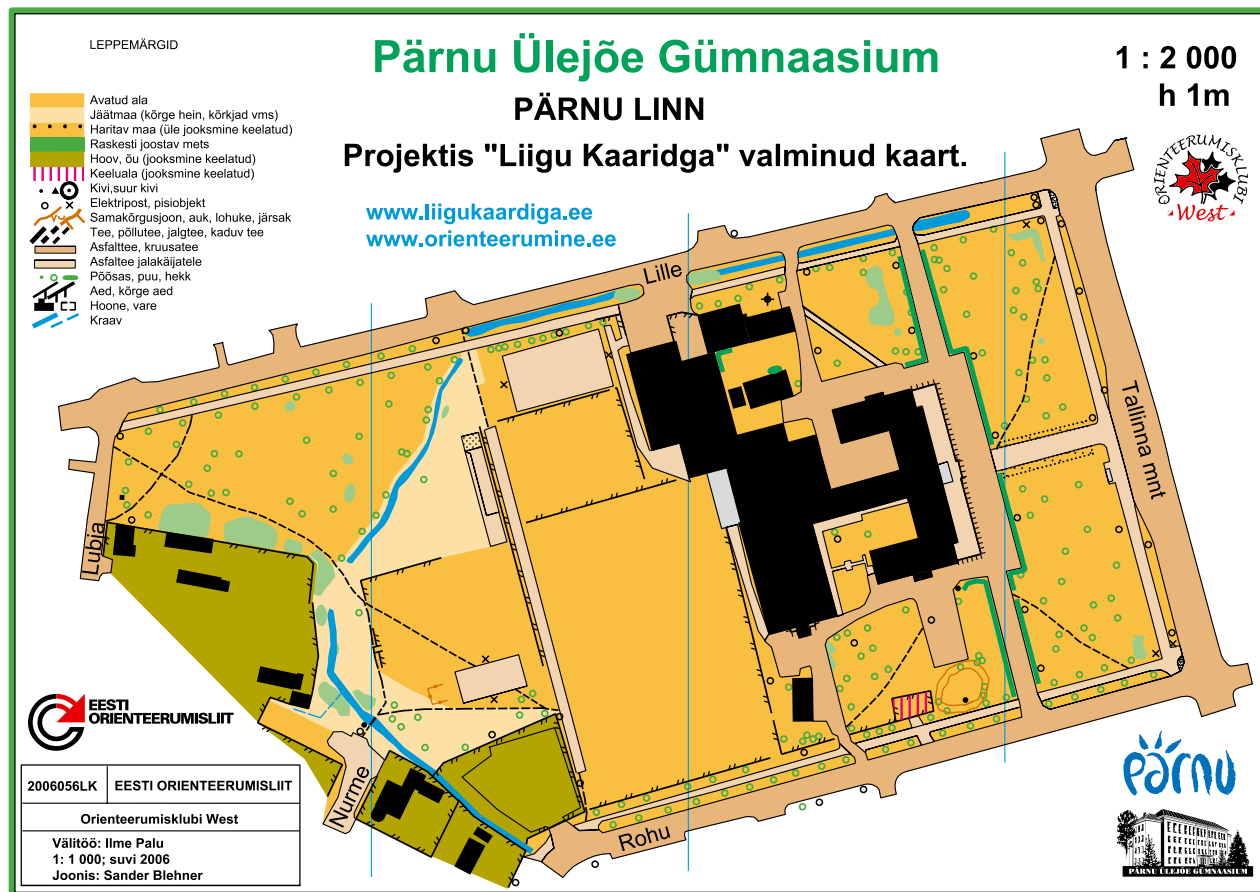 LEPPEMÄRGID
Pärnu Ülejõe Gümnaasium
PÄRNU LINN
Projektis "Liigu Kaaridga" valminud kaart.
1 : 2 000
h 1m
www.liigukaardiga.ee
www.orienteerumine.ee
ORIENTEERUMISKLUBI
West
Avatud ala
Jäätmaa (kõrge hein, kõrkjad vms)
Haritav maa (üle jooksmine keelatud)
Raskesti joostav mets
Hoov, õu (jooksmine keelatud)
Keeluala (jooksmine keelatud)
Kivi,suur kivi
Elektripost, pisiobjekt
Samakõrgusjoon, auk, lohuke, järsak
Tee, põllutee, jalgtee, kaduv tee
Asfalttee, kruusatee
Asfaltee jalakäijatele
Põõsas, puu, hekk
Aed, kõrge aed
Hoone, vare
Kraav
Lille
Tallinna mnt
Lubja
Nurme
Rohu
EESTI
ORIENTEERUMISLIIT
2006056LK EESTI ORIENTEERUMISLIIT
Orienteerumisklubi West
Välitöö: Ilme Palu
1: 1 000; suvi 2006
Joonis: Sander Blehner
pärnu
PÄRNU ÜLEJÕE GÜMNAASIUM